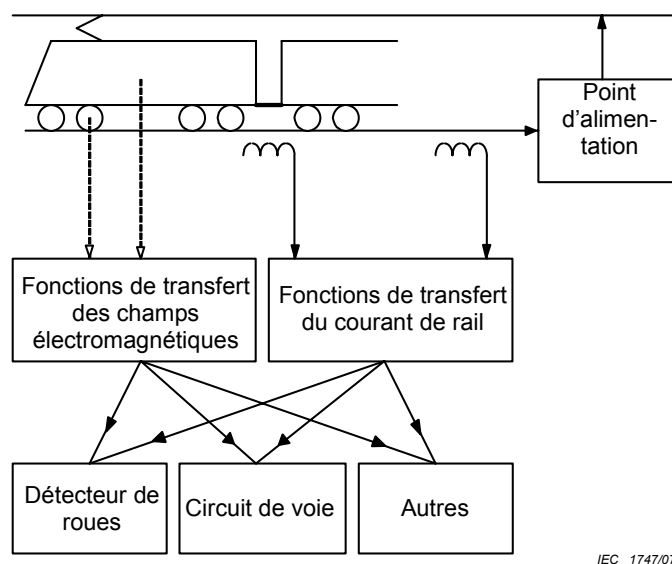 Point
d'alimen-
tation
Fonctions de transfert
des champs
électromagnétiques
Fonctions de transfert
du courant de rail
Détecteur de
roues
Circuit de voie
Autres
IEC 1747/07